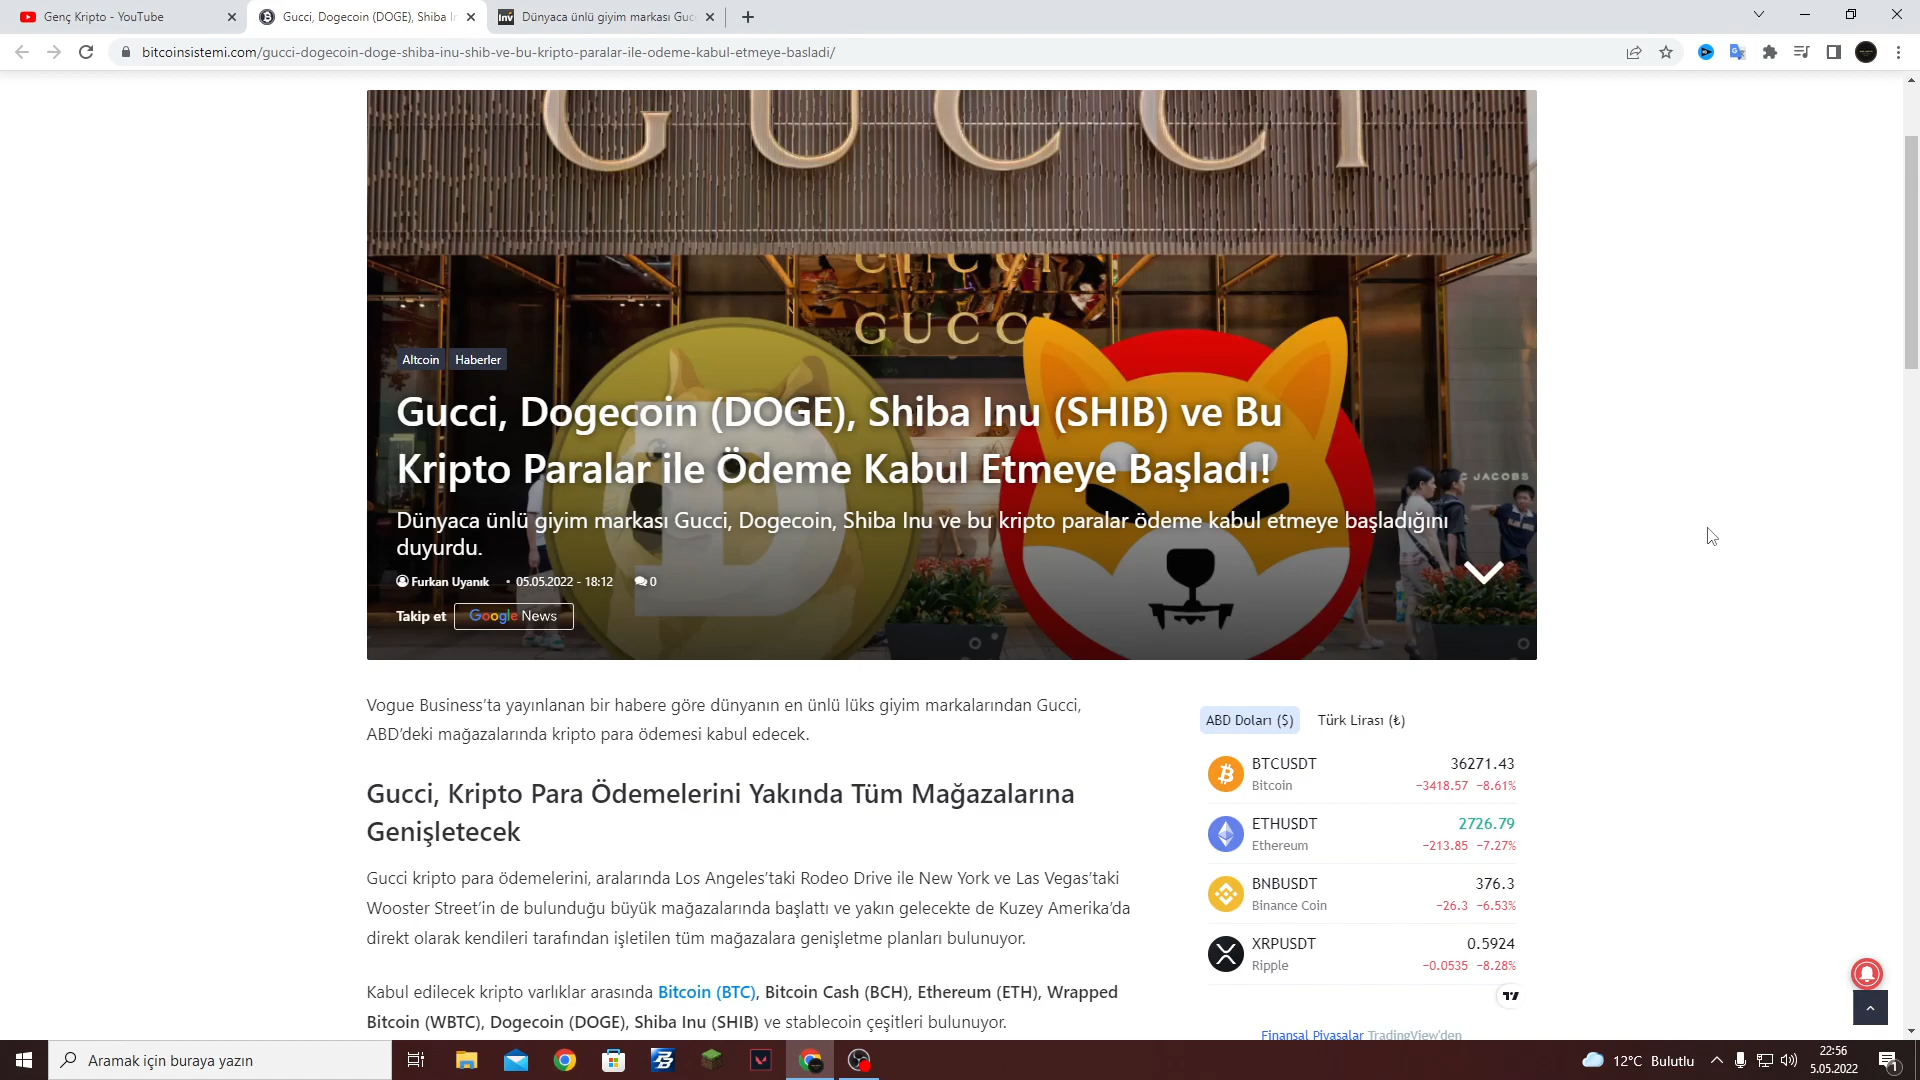 Genç Kripto - YouTube
Gucci, Dogecoin (DOGE), Shiba In
Dünyaca ünlü giyim markası Guc
bitcoinsistemi.com/gucci-dogecoin-doge-shiba-inu-shib-ve-bu-kripto-paralar-ile-odeme-kabul-etmeye-basladi/
GUCCI
GUCCI
C JACOBS
Altcoin
Haberler
Gucci, Dogecoin (DOGE), Shiba Inu (SHIB) ve Bu
Kripto Paralar ile Ödeme Kabul Etmeye Başladı!
Dünyaca ünlü giyim markası Gucci, Dogecoin, Shiba Inu ve bu kripto paralar ödeme kabul etmeye başladığını
duyurdu.
Furkan Uyanık • 05.05.2022 - 18:12 0
Takip et Google News
Vogue Business'ta yayınlanan bir habere göre dünyanın en ünlü lüks giyim markalarından Gucci,
ABD'deki mağazalarında kripto para ödemesi kabul edecek.
Gucci, Kripto Para Ödemelerini Yakında Tüm Mağazalarına
Genişletecek
Gucci kripto para ödemelerini, aralarında Los Angeles'taki Rodeo Drive ile New York ve Las Vegas'taki
Wooster Street'in de bulunduğu büyük mağazalarında başlattı ve yakın gelecekte de Kuzey Amerika'da
direkt olarak kendileri tarafından işletilen tüm mağazalara genişletme planları bulunuyor.
Kabul edilecek kripto varlıklar arasında Bitcoin (BTC), Bitcoin Cash (BCH), Ethereum (ETH), Wrapped
Bitcoin (WBTC), Dogecoin (DOGE), Shiba Inu (SHIB) ve stablecoin çeşitleri bulunuyor.
ABD Doları ($) Türk Lirası (₺)
BTCUSDT 36271.43
Bitcoin −3418.57 −8.61%
ETHUSDT 2726.79
Ethereum −213.85 −7.27%
BNBUSDT 376.3
Binance Coin −26.3 −6.53%
XRPUSDT 0.5924
Ripple −0.0535 −8.28%
Finansal Piyasalar TradingView'den
Aramak için buraya yazın
12°C Bulutlu
22:56
5.05.2022
1